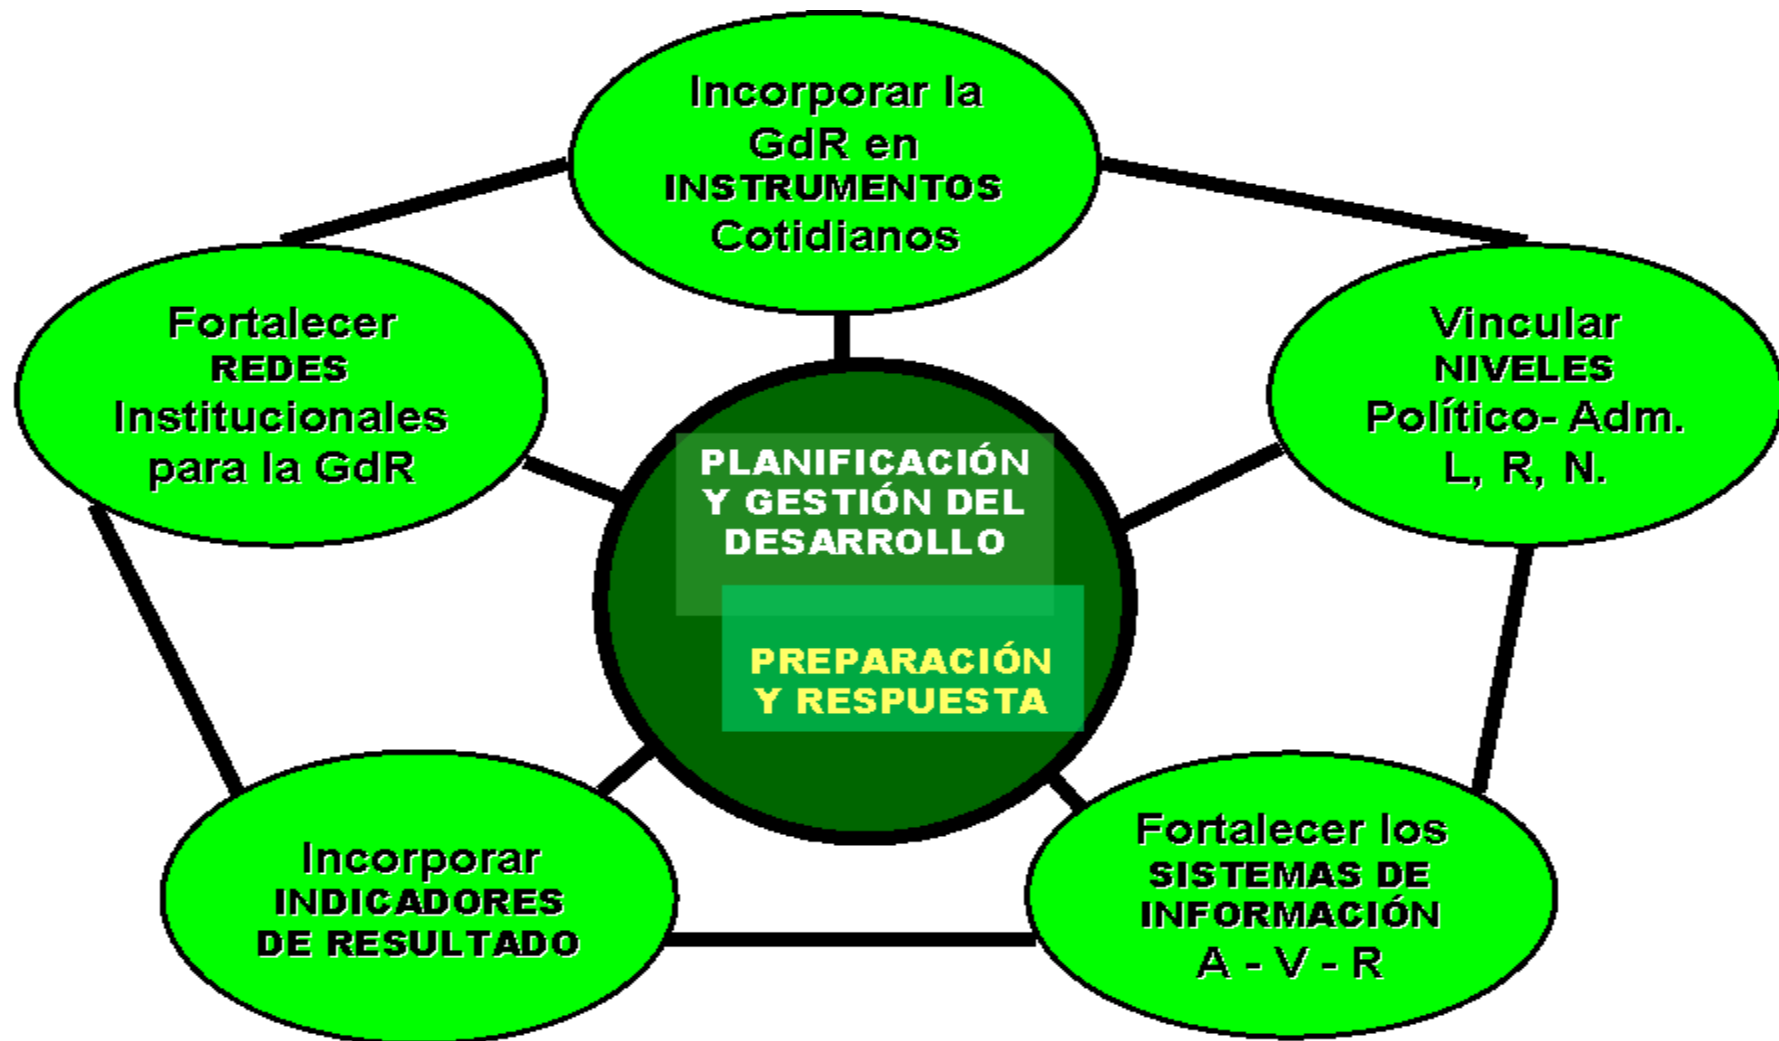 Incorporar la
GdR en
INSTRUMENTOS
Cotidianos
Fortalecer
REDES
Institucionales
para la GdR
Vincular
NIVELES
Político- Adm.
L, R, N.
PLANIFICACIÓN
Y GESTIÓN DEL
DESARROLLO
PREPARACIÓN
Y RESPUESTA
Incorporar
INDICADORES
DE RESULTADO
Fortalecer los
SISTEMAS DE
INFORMACIÓN
A - V - R